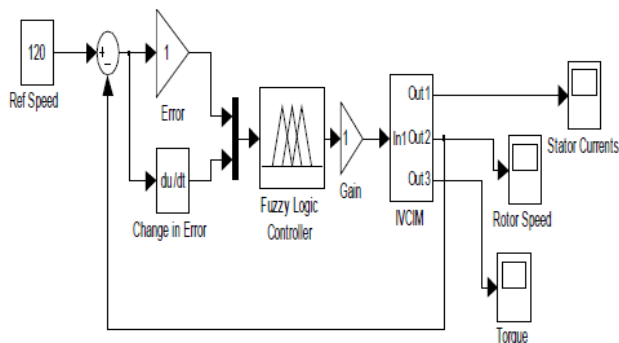 120
Ref Speed
+
−
1
Error
du/dt
Change in Error
Fuzzy Logic
Controller
1
Gain
In1
Out1
Out2
Out3
IVCIM
Stator Currents
Rotor Speed
Torque